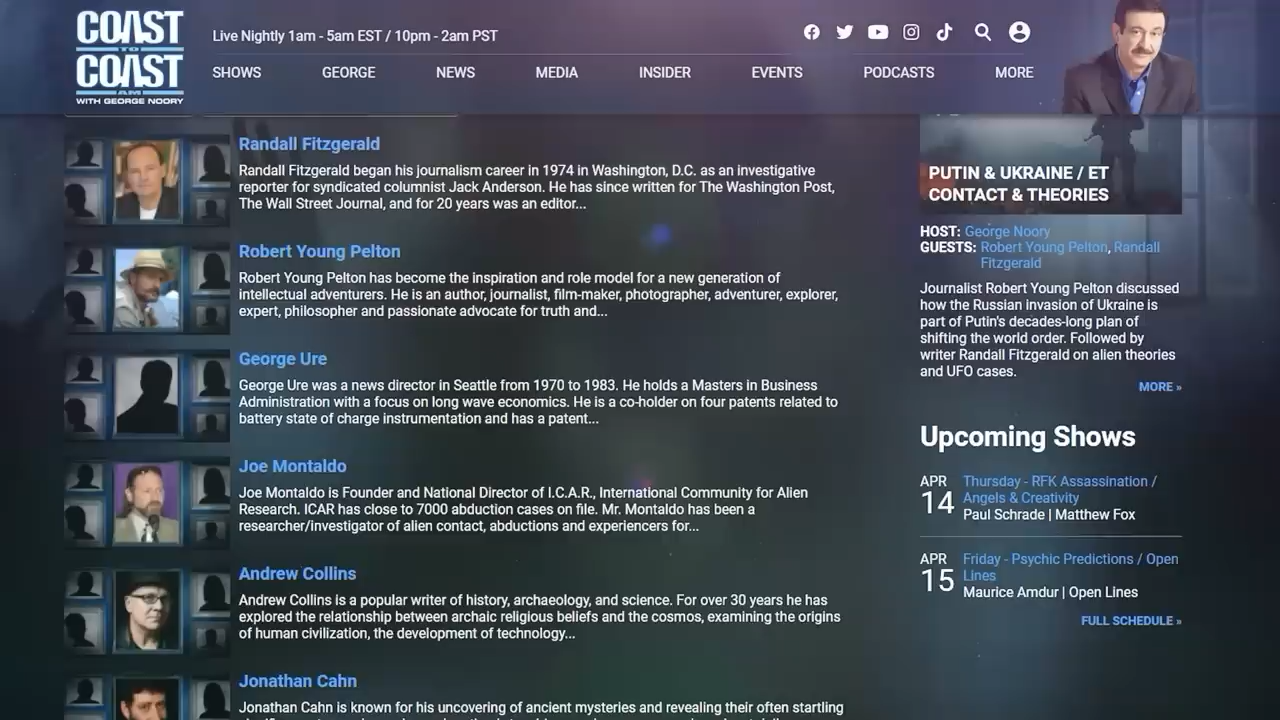 COAST
TO
COAST
AM
WITH GEORGE NOORY
Live Nightly 1am - 5am EST / 10pm - 2am PST
SHOWS
GEORGE
NEWS
MEDIA
INSIDER
EVENTS
PODCASTS
MORE
Randall Fitzgerald
Randall Fitzgerald began his journalism career in 1974 in Washington, D.C. as an investigative
reporter for syndicated columnist Jack Anderson. He has since written for The Washington Post,
The Wall Street Journal, and for 20 years was an editor...
Robert Young Pelton
Robert Young Pelton has become the inspiration and role model for a new generation of
intellectual adventurers. He is an author, journalist, film-maker, photographer, adventurer, explorer,
expert, philosopher and passionate advocate for truth and...
George Ure
George Ure was a news director in Seattle from 1970 to 1983. He holds a Masters in Business
Administration with a focus on long wave economics. He is a co-holder on four patents related to
battery state of charge instrumentation and has a patent...
Joe Montaldo
Joe Montaldo is Founder and National Director of I.C.A.R., International Community for Alien
Research. ICAR has close to 7000 abduction cases on file. Mr. Montaldo has been a
researcher/investigator of alien contact, abductions and experiencers for...
Andrew Collins
Andrew Collins is a popular writer of history, archaeology, and science. For over 30 years he has
explored the relationship between archaic religious beliefs and the cosmos, examining the origins
of human civilization, the development of technology...
Jonathan Cahn
Jonathan Cahn is known for his uncovering of ancient mysteries and revealing their often startling
PUTIN & UKRAINE / ET
CONTACT & THEORIES
HOST: George Noory
GUESTS: Robert Young Pelton, Randall
Fitzgerald
Journalist Robert Young Pelton discussed
how the Russian invasion of Ukraine is
part of Putin's decades-long plan of
shifting the world order. Followed by
writer Randall Fitzgerald on alien theories
and UFO cases.
MORE »
Upcoming Shows
APR
14
Thursday - RFK Assassination /
Angels & Creativity
Paul Schrade | Matthew Fox
APR
15
Friday - Psychic Predictions / Open
Lines
Maurice Amdur | Open Lines
FULL SCHEDULE »